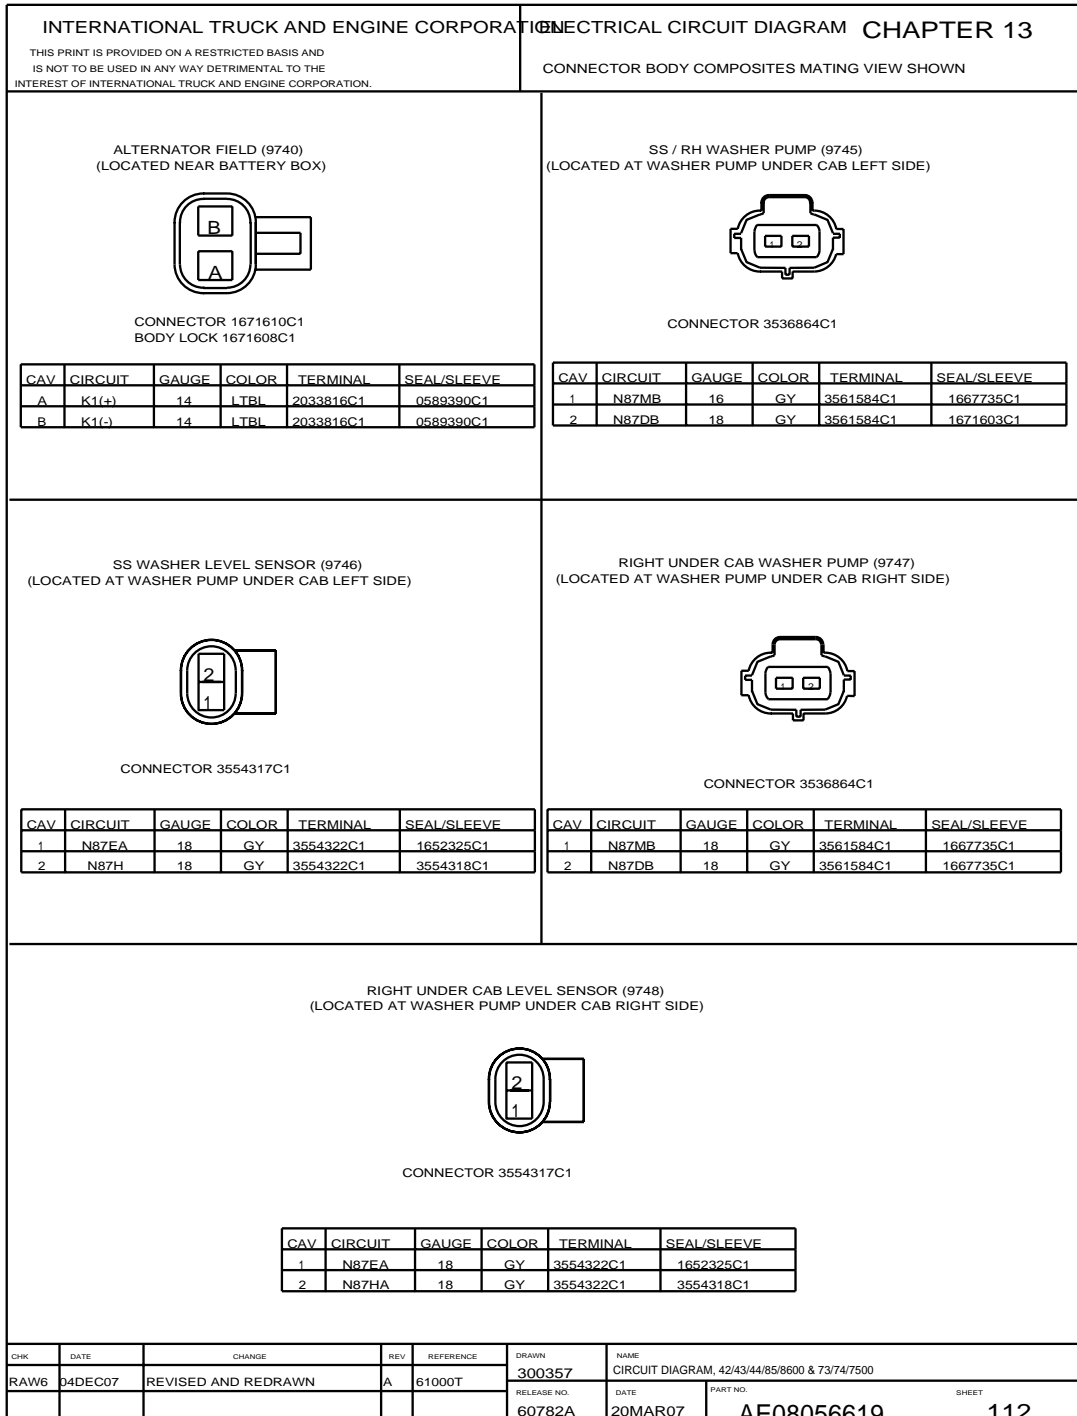 INTERNATIONAL TRUCK AND ENGINE CORPORATION
THIS PRINT IS PROVIDED ON A RESTRICTED BASIS AND
IS NOT TO BE USED IN ANY WAY DETRIMENTAL TO THE
INTEREST OF INTERNATIONAL TRUCK AND ENGINE CORPORATION.
ELECTRICAL CIRCUIT DIAGRAM CHAPTER 13
CONNECTOR BODY COMPOSITES MATING VIEW SHOWN
ALTERNATOR FIELD (9740)
(LOCATED NEAR BATTERY BOX)
B
A
CONNECTOR 1671610C1
BODY LOCK 1671608C1
CAV CIRCUIT GAUGE COLOR TERMINAL SEAL/SLEEVE
A K1(+) 14 LTBL 2033816C1 0589390C1
B K1(-) 14 LTBL 2033816C1 0589390C1
SS / RH WASHER PUMP (9745)
(LOCATED AT WASHER PUMP UNDER CAB LEFT SIDE)
1 2
CONNECTOR 3536864C1
CAV CIRCUIT GAUGE COLOR TERMINAL SEAL/SLEEVE
1 N87MB 16 GY 3561584C1 1667735C1
2 N87DB 18 GY 3561584C1 1671603C1
SS WASHER LEVEL SENSOR (9746)
(LOCATED AT WASHER PUMP UNDER CAB LEFT SIDE)
2
1
CONNECTOR 3554317C1
CAV CIRCUIT GAUGE COLOR TERMINAL SEAL/SLEEVE
1 N87EA 18 GY 3554322C1 1652325C1
2 N87H 18 GY 3554322C1 3554318C1
RIGHT UNDER CAB WASHER PUMP (9747)
(LOCATED AT WASHER PUMP UNDER CAB RIGHT SIDE)
1 2
CONNECTOR 3536864C1
CAV CIRCUIT GAUGE COLOR TERMINAL SEAL/SLEEVE
1 N87MB 18 GY 3561584C1 1667735C1
2 N87DB 18 GY 3561584C1 1667735C1
RIGHT UNDER CAB LEVEL SENSOR (9748)
(LOCATED AT WASHER PUMP UNDER CAB RIGHT SIDE)
2
1
CONNECTOR 3554317C1
CAV CIRCUIT GAUGE COLOR TERMINAL SEAL/SLEEVE
1 N87EA 18 GY 3554322C1 1652325C1
2 N87HA 18 GY 3554322C1 3554318C1
CHK DATE CHANGE REV REFERENCE
RAW6 04DEC07 REVISED AND REDRAWN A 61000T
DRAWN
300357
NAME
CIRCUIT DIAGRAM, 42/43/44/85/8600 & 73/74/7500
RELEASE NO. DATE PART NO. SHEET
60782A 20MAR07 AE08056619 112